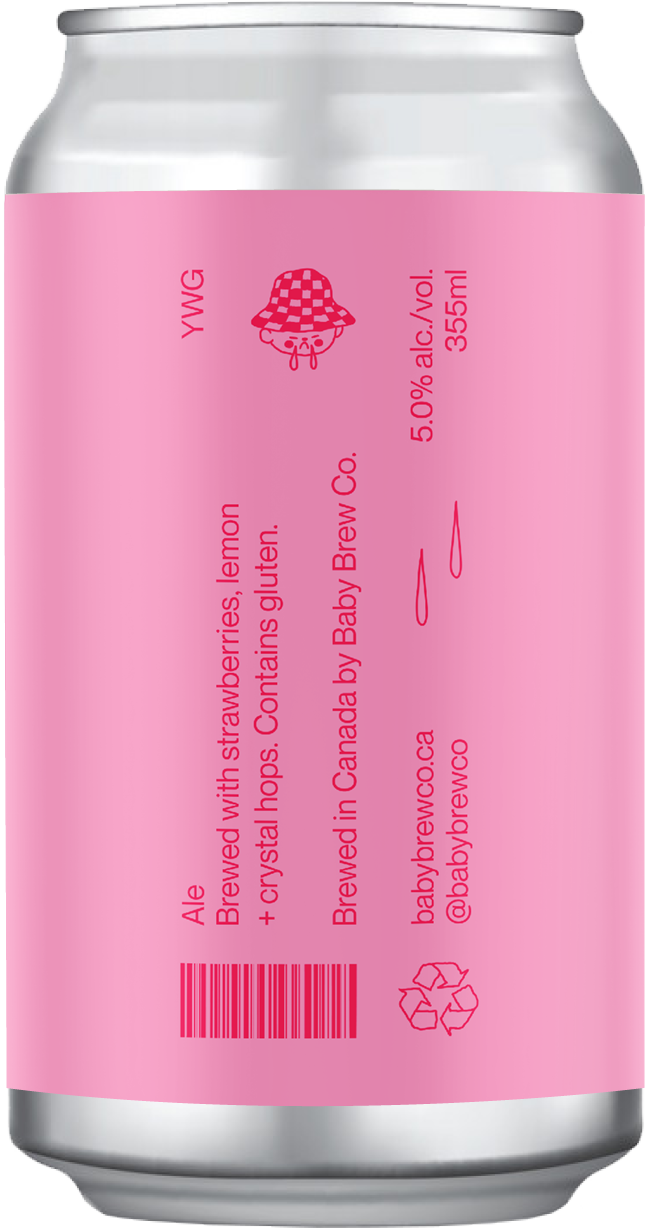 Ale
YWG
Brewed with strawberries, lemon
+ crystal hops. Contains gluten.
Brewed in Canada by Baby Brew Co.
babybrewco.ca
@babybrewco
5.0% alc./vol.
355ml